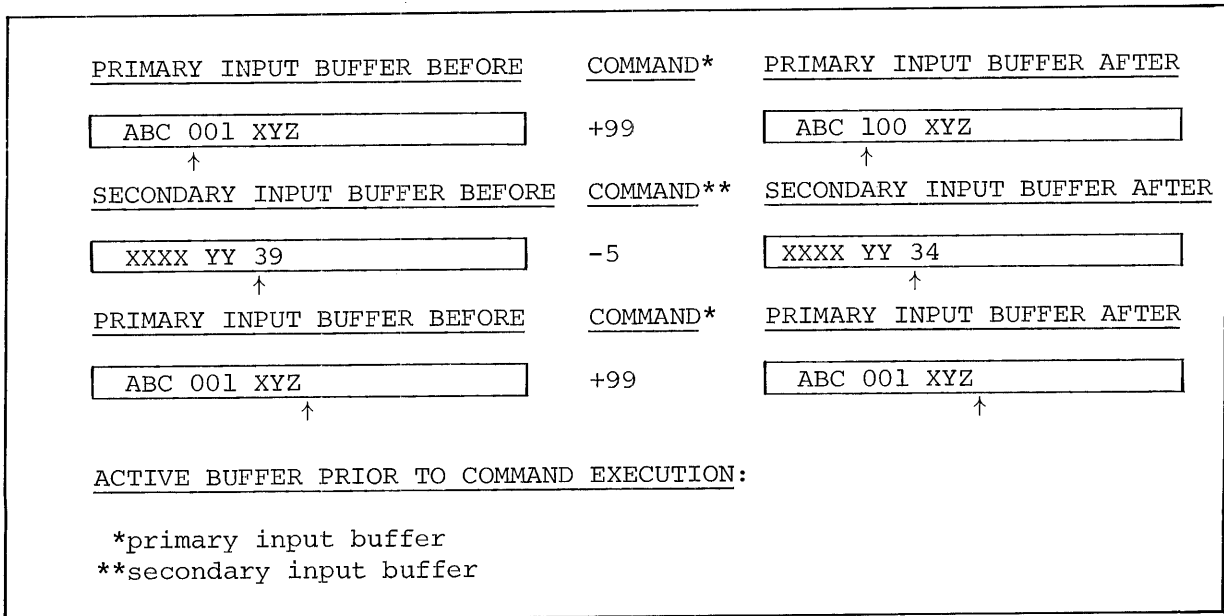 PRIMARY INPUT BUFFER BEFORE COMMAND* PRIMARY INPUT BUFFER AFTER
ABC 001 XYZ +99 ABC 100 XYZ
↑ ↑
SECONDARY INPUT BUFFER BEFORE COMMAND** SECONDARY INPUT BUFFER AFTER
XXXX YY 39 -5 XXXX YY 34
↑ ↑
PRIMARY INPUT BUFFER BEFORE COMMAND* PRIMARY INPUT BUFFER AFTER
ABC 001 XYZ +99 ABC 001 XYZ
↑ ↑
ACTIVE BUFFER PRIOR TO COMMAND EXECUTION:
*primary input buffer
**secondary input buffer